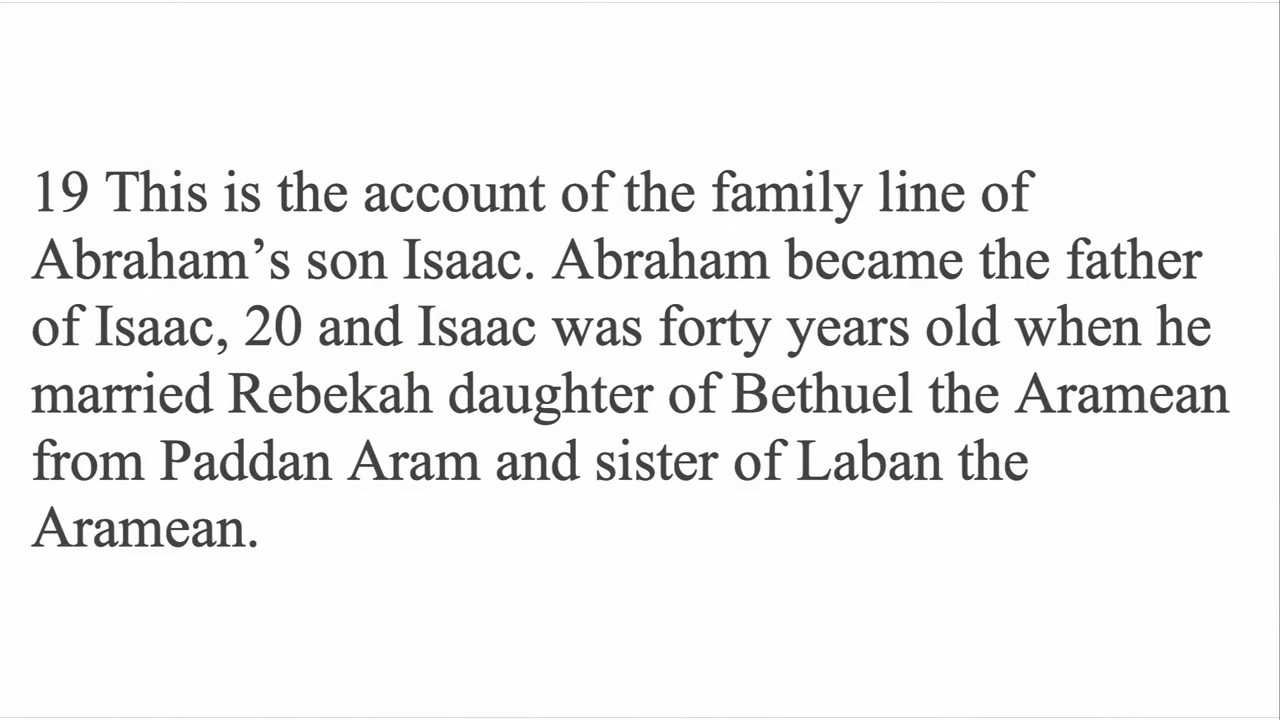 19 This is the account of the family line of
Abraham’s son Isaac. Abraham became the father
of Isaac, 20 and Isaac was forty years old when he
married Rebekah daughter of Bethuel the Aramean
from Paddan Aram and sister of Laban the
Aramean.